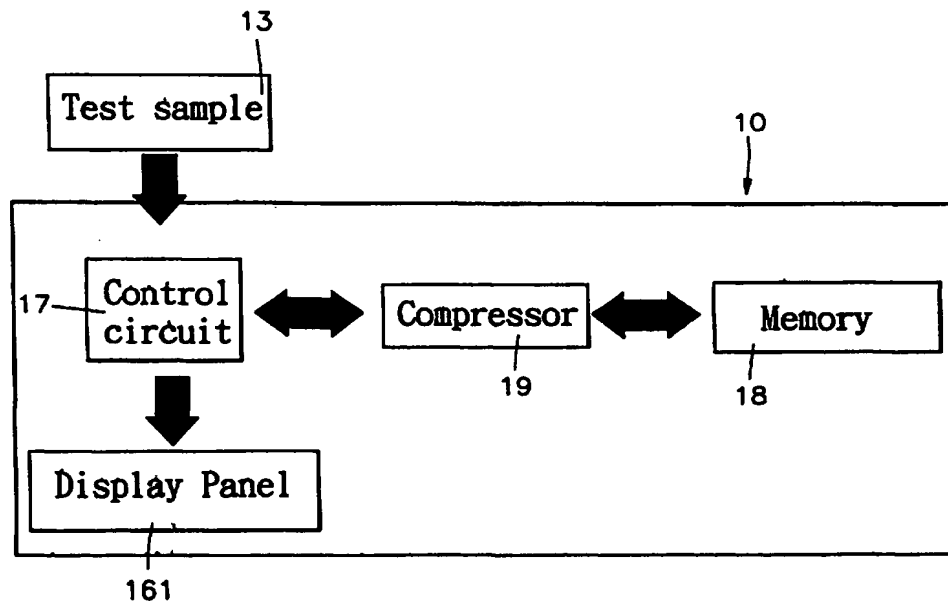 13
Test sample
10
17
Control
circuit
Compressor
19
Memory
18
Display Panel
161